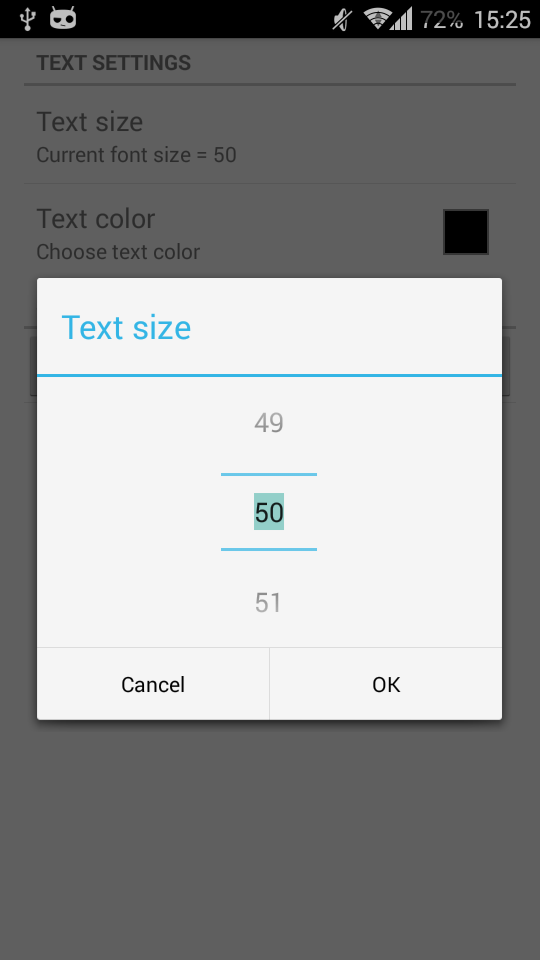 72% 15:25
TEXT SETTINGS
Text size
Current font size = 50
Text color
Choose text color
Text size
49
50
51
Cancel OK